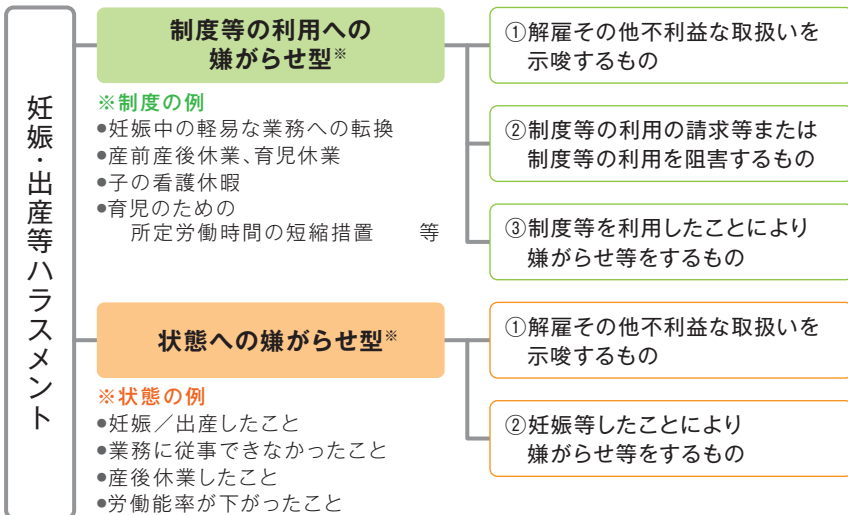 妊娠・出産等ハラスメント
制度等の利用への
嫌がらせ型※
※制度の例
●妊娠中の軽易な業務への転換
●産前産後休業、育児休業
●子の看護休暇
●育児のための
所定労働時間の短縮措置　等
①解雇その他不利益な取扱いを
示唆するもの
②制度等の利用の請求等または
制度等の利用を阻害するもの
③制度等を利用したことにより
嫌がらせ等をするもの
状態への嫌がらせ型※
※状態の例
●妊娠／出産したこと
●業務に従事できなかったこと
●産後休業したこと
●労働能率が下がったこと
①解雇その他不利益な取扱いを
示唆するもの
②妊娠等したことにより
嫌がらせ等をするもの